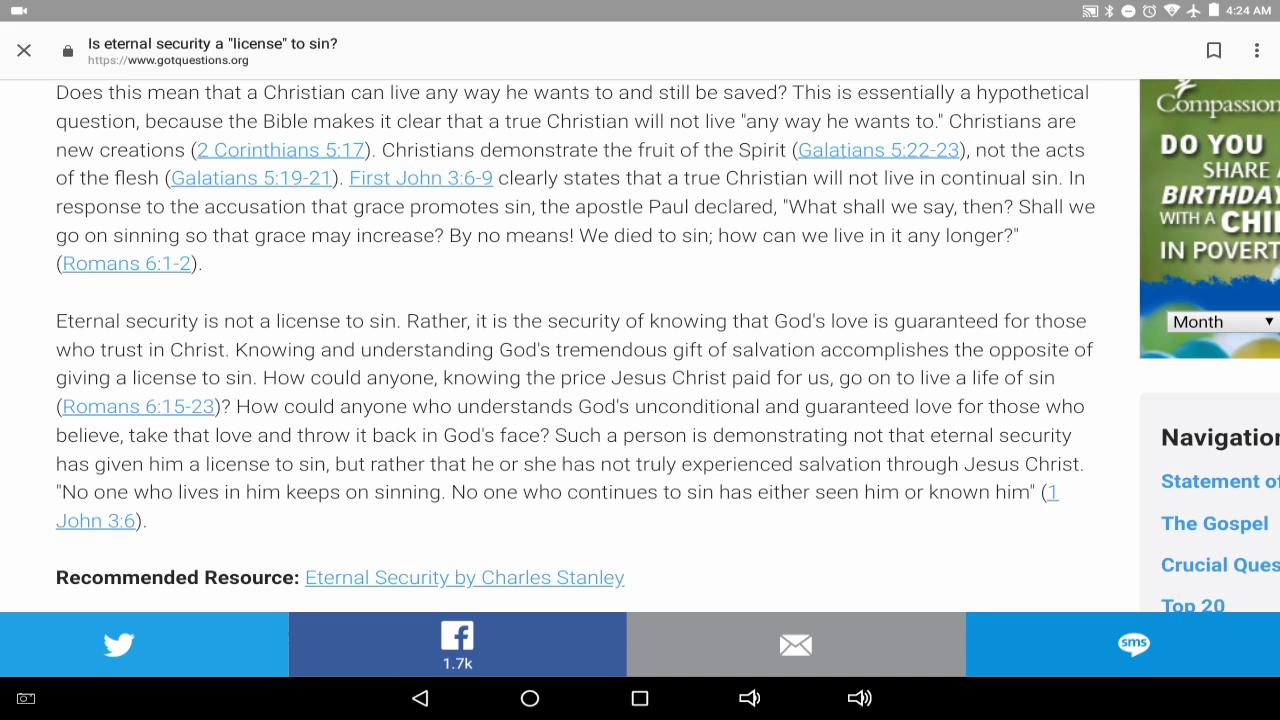 4:24 AM
Is eternal security a "license" to sin?
https://www.gotquestions.org
Does this mean that a Christian can live any way he wants to and still be saved? This is essentially a hypothetical
question, because the Bible makes it clear that a true Christian will not live "any way he wants to." Christians are
new creations (2 Corinthians 5:17). Christians demonstrate the fruit of the Spirit (Galatians 5:22-23), not the acts
of the flesh (Galatians 5:19-21). First John 3:6-9 clearly states that a true Christian will not live in continual sin. In
response to the accusation that grace promotes sin, the apostle Paul declared, "What shall we say, then? Shall we
go on sinning so that grace may increase? By no means! We died to sin; how can we live in it any longer?"
(Romans 6:1-2).
Eternal security is not a license to sin. Rather, it is the security of knowing that God's love is guaranteed for those
who trust in Christ. Knowing and understanding God's tremendous gift of salvation accomplishes the opposite of
giving a license to sin. How could anyone, knowing the price Jesus Christ paid for us, go on to live a life of sin
(Romans 6:15-23)? How could anyone who understands God's unconditional and guaranteed love for those who
believe, take that love and throw it back in God's face? Such a person is demonstrating not that eternal security
has given him a license to sin, but rather that he or she has not truly experienced salvation through Jesus Christ.
"No one who lives in him keeps on sinning. No one who continues to sin has either seen him or known him" (1
John 3:6).
Recommended Resource: Eternal Security by Charles Stanley
Compassion
DO YOU
SHARE A
BIRTHDAY
WITH A CHI
IN POVERT
Month
Navigation
Statement of
The Gospel
Crucial Ques
Top 20
1.7k
sms